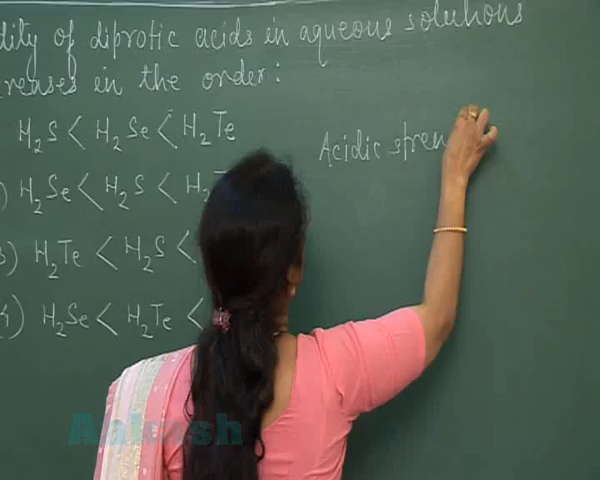 dity of diprotic acids in aqueous solutions
reases in the order:
H₂S < H₂Se < H₂Te
) H₂Se < H₂S < H₂
3) H₂Te < H₂S <
4) H₂Se < H₂Te <
Acidic stren
Aakash